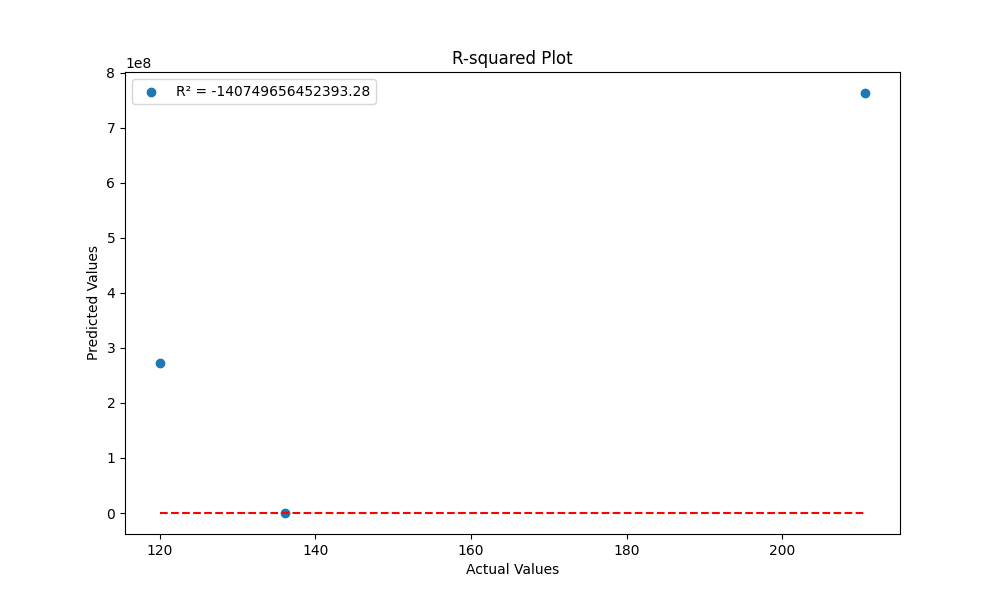 R-squared Plot
1e8
R² = -140749656452393.28
8
7
6
5
4
3
2
1
0
Predicted Values
120 140 160 180 200
Actual Values